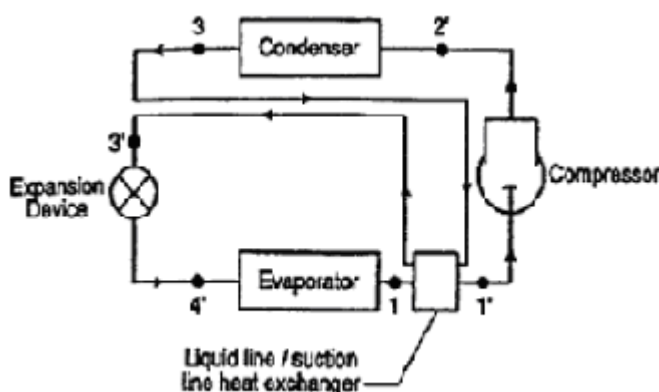 3
Condenser
2'
3'
Expansion
Device
Compressor
4'
Evaporator
1
1'
Liquid line / suction
line heat exchanger